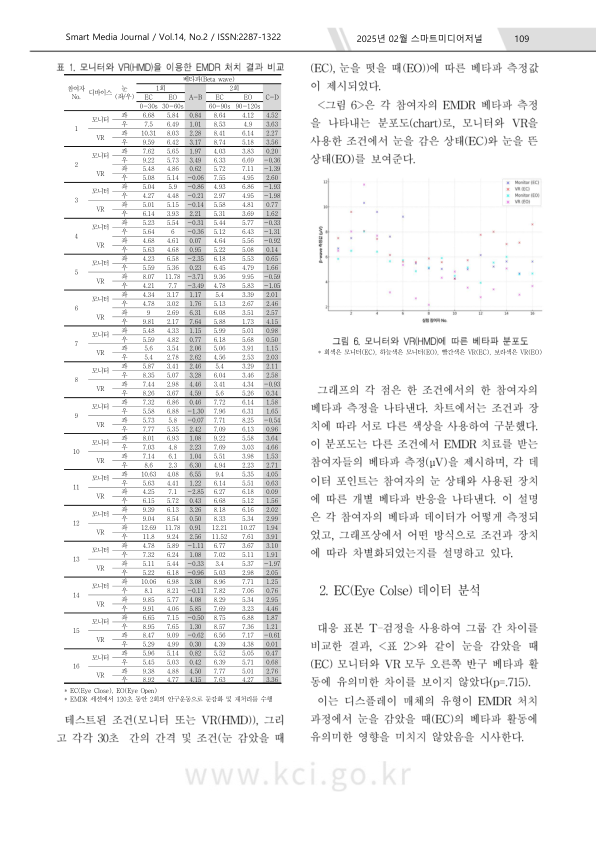 Smart Media Journal / Vol.14, No.2 / ISSN:2287-1322
2025년 02월 스마트미디어저널
109
표 1. 모니터와 VR(HMD)을 이용한 EMDR 처치 결과 비교
참여자 No. 디바이스 눈(좌/우) 베타파(Beta wave)
1회 A-B 2회 C-D
EC EO EC EO
0~30s 30~60s 60~90s 90~120s
1 모니터 좌 6.68 5.84 0.84 8.64 4.12 4.52
우 7.5 6.49 1.01 8.53 4.9 3.63
VR 좌 10.31 8.03 2.28 8.41 6.14 2.27
우 9.59 6.42 3.17 8.74 5.18 3.56
2 모니터 좌 7.62 5.65 1.97 4.03 3.83 0.20
우 9.22 5.73 3.49 6.33 6.69 -0.36
VR 좌 5.48 4.86 0.62 5.72 7.11 -1.39
우 5.08 5.14 -0.06 7.55 4.95 2.60
3 모니터 좌 5.04 5.9 -0.86 4.93 6.86 -1.93
우 4.27 4.48 -0.21 2.97 4.95 -1.98
VR 좌 5.01 5.15 -0.14 5.58 4.81 0.77
우 6.14 3.93 2.21 5.31 3.69 1.62
4 모니터 좌 5.23 5.54 -0.31 5.44 5.77 -0.33
우 5.64 6 -0.36 5.12 6.43 -1.31
VR 좌 4.68 4.61 0.07 4.64 5.56 -0.92
우 5.63 4.68 0.95 5.22 5.08 0.14
5 모니터 좌 4.23 6.58 -2.35 6.18 5.53 0.65
우 5.59 5.36 0.23 6.45 4.79 1.66
VR 좌 8.07 11.78 -3.71 9.36 9.95 -0.59
우 4.21 7.7 -3.49 4.78 5.83 -1.05
6 모니터 좌 4.34 3.17 1.17 5.4 3.39 2.01
우 4.78 3.02 1.76 5.13 2.67 2.46
VR 좌 9 2.69 6.31 6.08 3.51 2.57
우 9.81 2.17 7.64 5.88 1.73 4.15
7 모니터 좌 5.48 4.33 1.15 5.99 5.01 0.98
우 5.59 4.82 0.77 6.18 5.68 0.50
VR 좌 5.6 3.54 2.06 5.06 3.91 1.15
우 5.4 2.78 2.62 4.56 2.53 2.03
8 모니터 좌 5.87 3.41 2.46 5.4 3.29 2.11
우 8.35 5.07 3.28 6.04 3.46 2.58
VR 좌 7.44 2.98 4.46 3.41 4.34 -0.93
우 8.26 3.67 4.59 5.6 5.26 0.34
9 모니터 좌 7.32 6.86 0.46 7.72 6.14 1.58
우 5.58 6.88 -1.30 7.96 6.31 1.65
VR 좌 5.73 5.8 -0.07 7.71 8.25 -0.54
우 7.77 5.35 2.42 7.09 6.13 0.96
10 모니터 좌 8.01 6.93 1.08 9.22 5.58 3.64
우 7.03 4.8 2.23 7.69 3.03 4.66
VR 좌 7.14 6.1 1.04 5.51 3.98 1.53
우 8.6 2.3 6.30 4.94 2.23 2.71
11 모니터 좌 10.63 4.08 6.55 9.4 5.35 4.05
우 5.63 4.41 1.22 6.14 5.51 0.63
VR 좌 4.25 7.1 -2.85 6.27 6.18 0.09
우 6.15 5.72 0.43 6.68 5.12 1.56
12 모니터 좌 9.39 6.13 3.26 8.18 6.16 2.02
우 9.04 8.54 0.50 8.33 5.34 2.99
VR 좌 12.69 11.78 0.91 12.21 10.27 1.94
우 11.8 9.24 2.56 11.52 7.61 3.91
13 모니터 좌 4.78 5.89 -1.11 6.77 3.67 3.10
우 7.32 6.24 1.08 7.02 5.11 1.91
VR 좌 5.11 5.44 -0.33 3.4 5.37 -1.97
우 5.22 6.18 -0.96 5.03 2.98 2.05
14 모니터 좌 10.06 6.98 3.08 8.96 7.71 1.25
우 8.1 8.21 -0.11 7.82 7.06 0.76
VR 좌 9.85 5.77 4.08 8.29 5.34 2.95
우 9.91 4.06 5.85 7.69 3.23 4.46
15 모니터 좌 6.65 7.15 -0.50 8.75 6.88 1.87
우 8.95 7.65 1.30 8.57 7.36 1.21
VR 좌 8.47 9.09 -0.62 6.56 7.17 -0.61
우 5.29 4.99 0.30 4.39 4.38 0.01
16 모니터 좌 5.96 5.14 0.82 5.52 5.05 0.47
우 5.45 5.03 0.42 6.39 5.71 0.68
VR 좌 9.38 4.88 4.50 7.77 5.01 2.76
우 8.92 4.77 4.15 7.63 4.27 3.36
* EC(Eye Close), EO(Eye Open)
* EMDR 세션에서 120초 동안 2회의 안구운동으로 둔감화 및 재처리를 수행
테스트된 조건(모니터 또는 VR(HMD)), 그리
고 각각 30초 간의 간격 및 조건(눈 감았을 때
(EC), 눈을 떳을 때(EO))에 따른 베타파 측정값
이 제시되었다.
<그림 6>은 각 참여자의 EMDR 베타파 측정
을 나타내는 분포도(chart)로, 모니터와 VR을
사용한 조건에서 눈을 감은 상태(EC)와 눈을 뜬
상태(EO)를 보여준다.
Monitor (EC)
VR (EC)
Monitor (EO)
VR (EO)
그림 6. 모니터와 VR(HMD)에 따른 베타파 분포도
* 회색은 모니터(EC), 하늘색은 모니터(EO), 빨간색은 VR(EC), 보라색은 VR(EO)
그래프의 각 점은 한 조건에서의 한 참여자의
베타파 측정을 나타낸다. 차트에서는 조건과 장
치에 따라 서로 다른 색상을 사용하여 구분했다.
이 분포도는 다른 조건에서 EMDR 치료를 받는
참여자들의 베타파 측정(μV)을 제시하며, 각 데
이터 포인트는 참여자의 눈 상태와 사용된 장치
에 따른 개별 베타파 반응을 나타낸다. 이 설명
은 각 참여자의 베타파 데이터가 어떻게 측정되
었고, 그래프상에서 어떤 방식으로 조건과 장치
에 따라 차별화되었는지를 설명하고 있다.
2. EC(Eye Colse) 데이터 분석
대응 표본 T-검정을 사용하여 그룹 간 차이를
비교한 결과, <표 2>와 같이 눈을 감았을 때
(EC) 모니터와 VR 모두 오른쪽 반구 베타파 활
동에 유의미한 차이를 보이지 않았다(p=.715).
이는 디스플레이 매체의 유형이 EMDR 처치
과정에서 눈을 감았을 때(EC)의 베타파 활동에
유의미한 영향을 미치지 않았음을 시사한다.
www.kci.go.kr